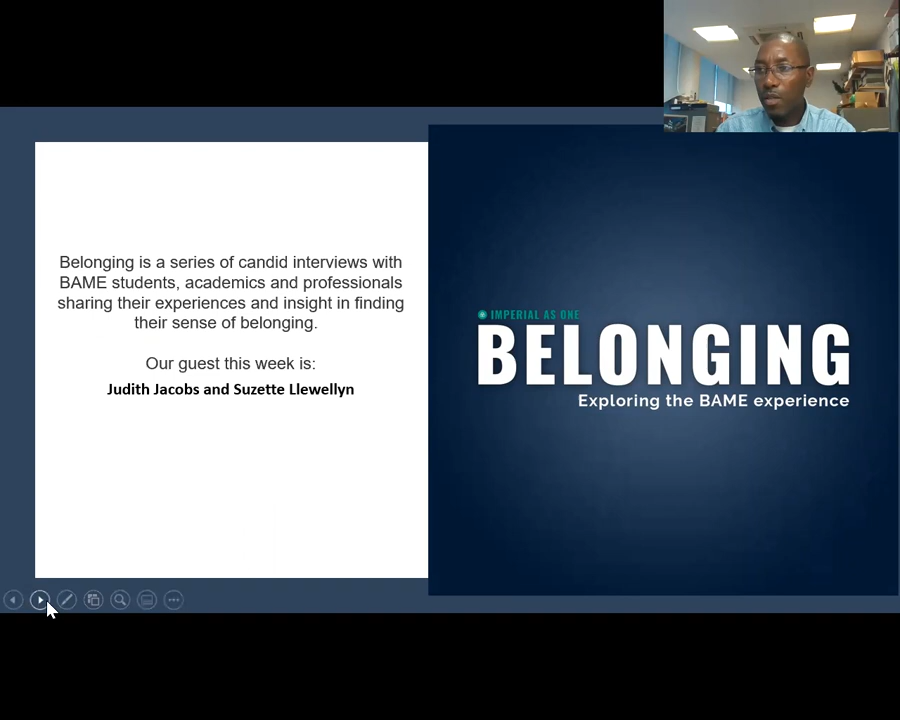 Belonging is a series of candid interviews with
BAME students, academics and professionals
sharing their experiences and insight in finding
their sense of belonging.
Our guest this week is:
Judith Jacobs and Suzette Llewellyn
IMPERIAL AS ONE
BELONGING
Exploring the BAME experience